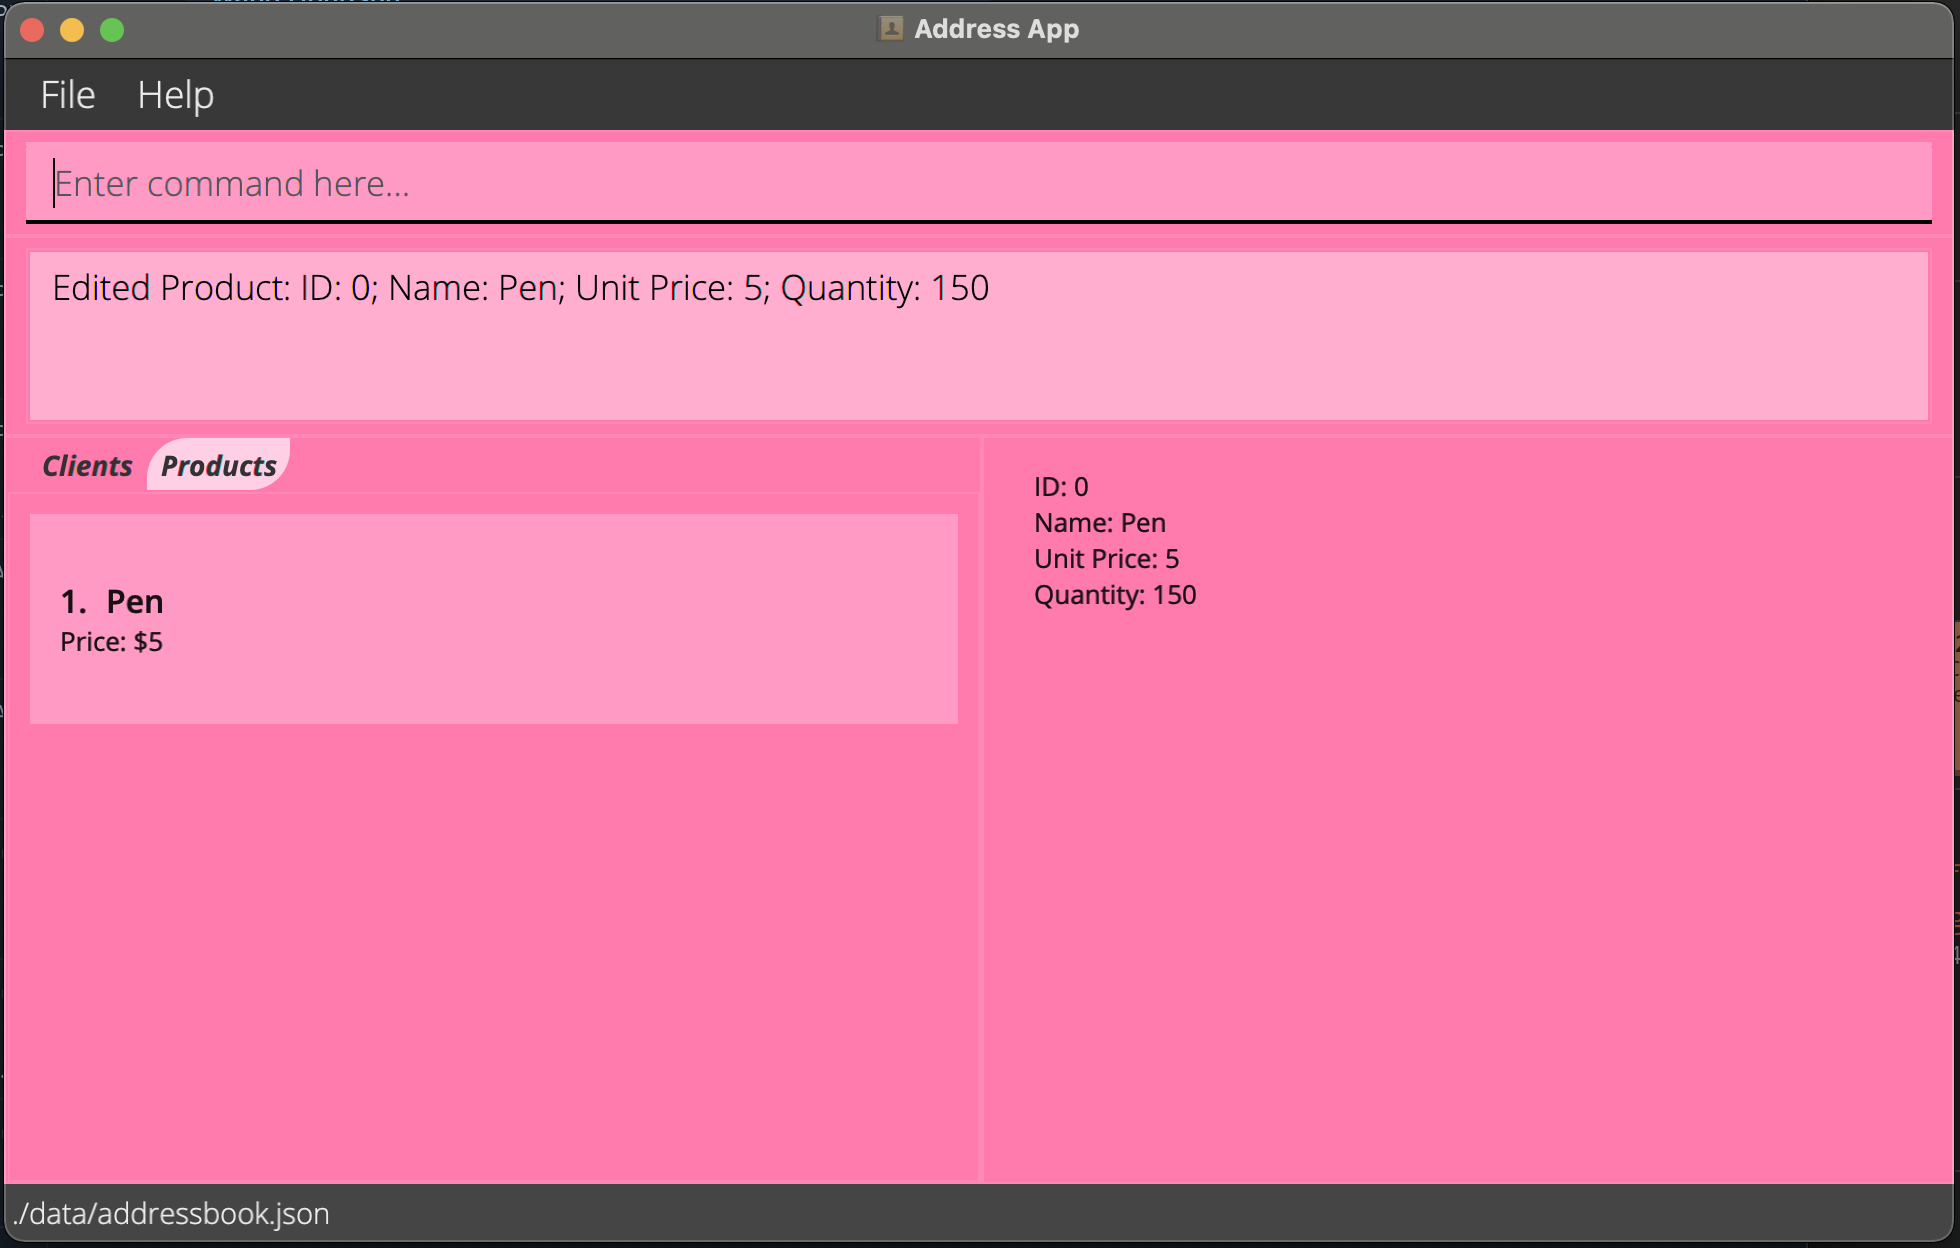 Address App
File Help
Enter command here...
Edited Product: ID: 0; Name: Pen; Unit Price: 5; Quantity: 150
Clients Products
1. Pen
Price: $5
ID: 0
Name: Pen
Unit Price: 5
Quantity: 150
./data/addressbook.json